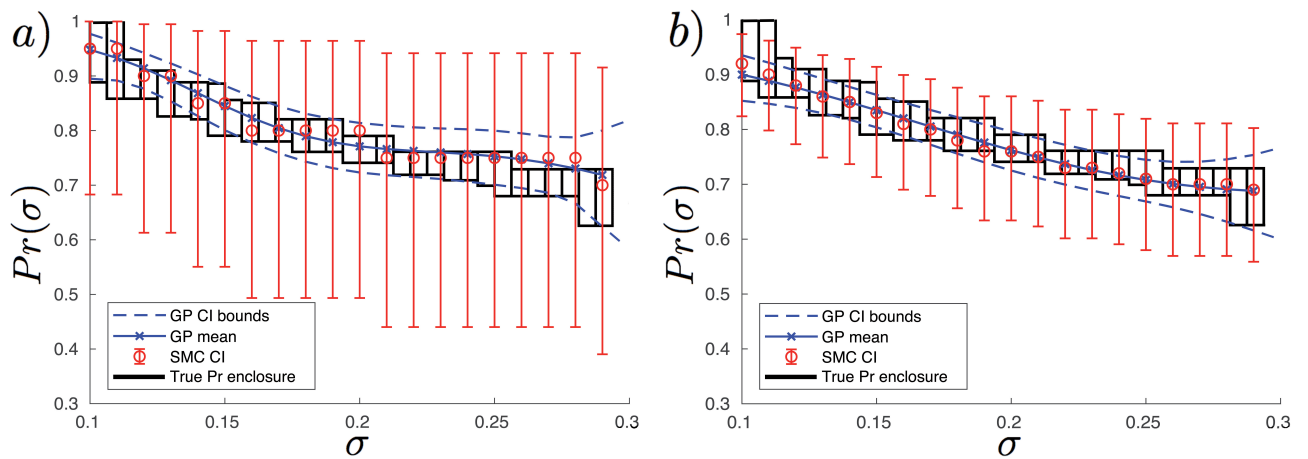 a)
1
0.9
0.8
0.7
0.6
0.5
0.4
0.3
Pr(σ)
GP CI bounds
GP mean
SMC CI
True Pr enclosure
0.1 0.15 0.2 0.25 0.3
σ
b)
1
0.9
0.8
0.7
0.6
0.5
0.4
0.3
Pr(σ)
GP CI bounds
GP mean
SMC CI
True Pr enclosure
0.1 0.15 0.2 0.25 0.3
σ